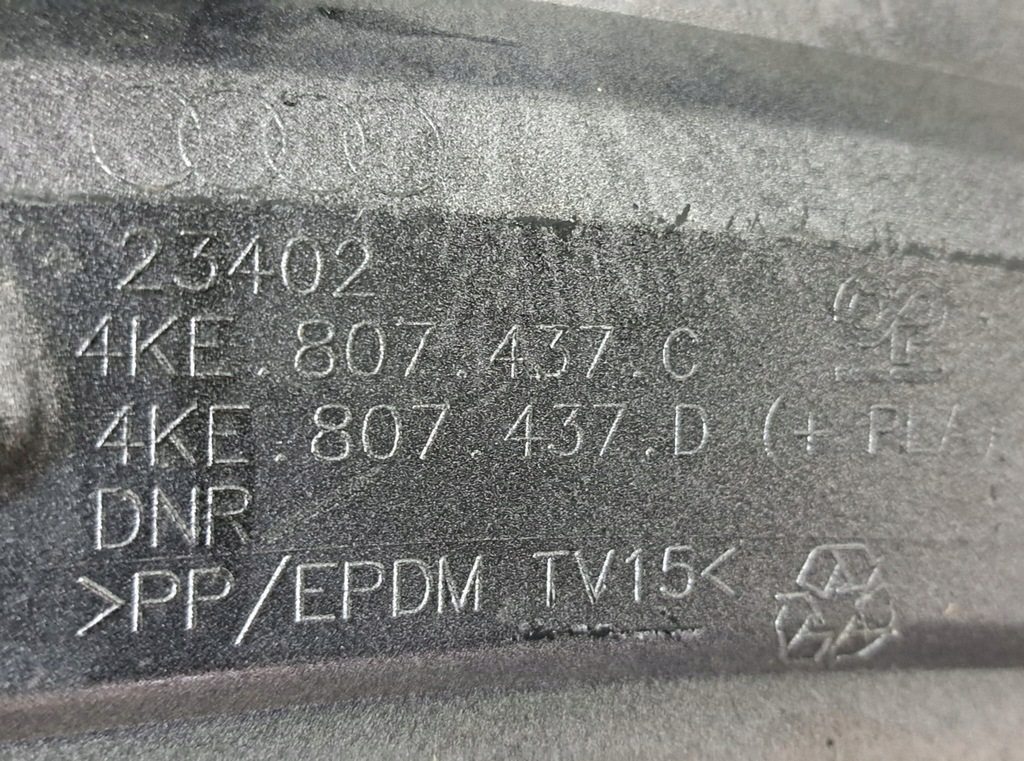 23402
4KE.807.437.C
4KE.807.437.D (+
DNR
>PP/EPDM TV15<